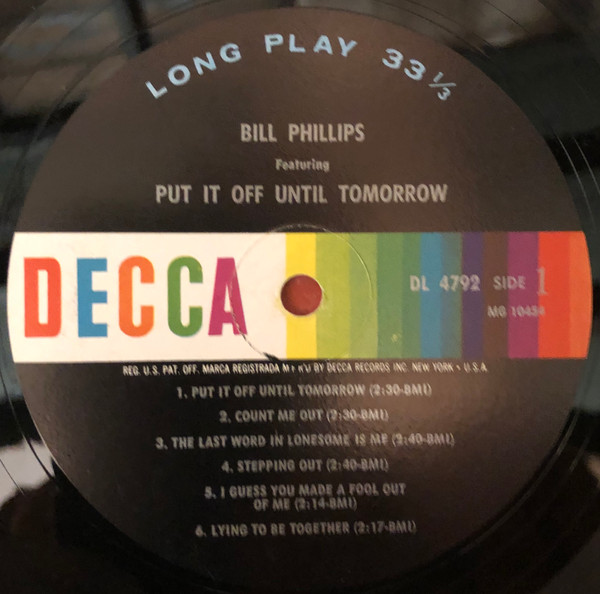 LONG PLAY 33 1/3
BILL PHILLIPS
Featuring
PUT IT OFF UNTIL TOMORROW
DECCA
DL 4792 SIDE 1
REG. U.S. PAT. OFF. MARCA REGISTRADA BY DECCA RECORDS INC. NEW YORK • U.S.A.
1. PUT IT OFF UNTIL TOMORROW (2:30-BMI)
2. COUNT ME OUT (2:30-BMI)
3. THE LAST WORD IN LONESOME IS ME (2:40-BMI)
4. STEPPING OUT (2:40-BMI)
5. I GUESS YOU MADE A FOOL OUT
OF ME (2:14-BMI)
6. LYING TO BE TOGETHER (2:17-BMI)